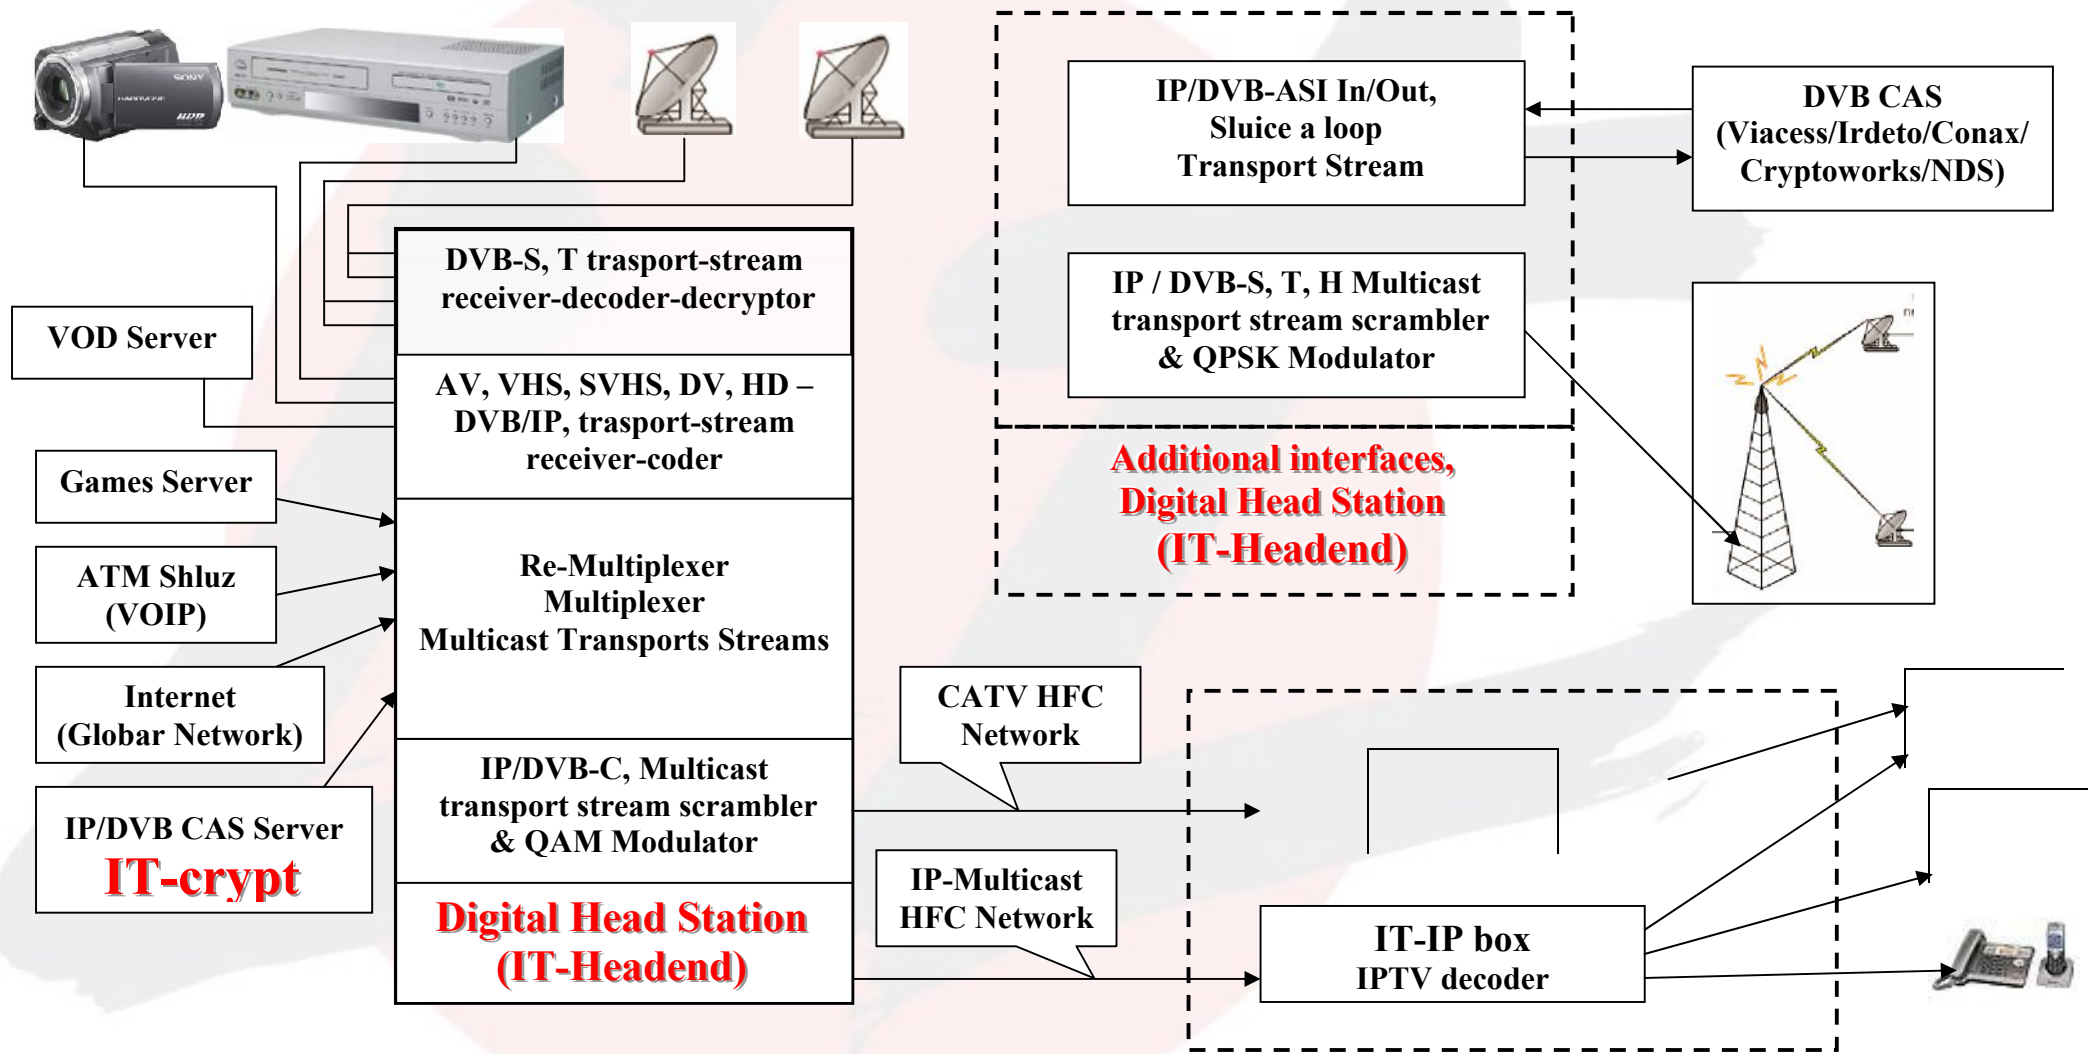 SONY
HANDYCAM
HDD
IP/DVB-ASI In/Out,
Sluice a loop
Transport Stream
DVB CAS
(Viacess/Irdeto/Conax/
Cryptoworks/NDS)
DVB-S, T trasport-stream
receiver-decoder-decryptor
IP / DVB-S, T, H Multicast
transport stream scrambler
& QPSK Modulator
VOD Server
AV, VHS, SVHS, DV, HD –
DVB/IP, trasport-stream
receiver-coder
Additional interfaces,
Digital Head Station
(IT-Headend)
Games Server
ATM Shluz
(VOIP)
Re-Multiplexer
Multiplexer
Multicast Transports Streams
Internet
(Globar Network)
CATV HFC
Network
IP/DVB CAS Server
IT-crypt
IP/DVB-C, Multicast
transport stream scrambler
& QAM Modulator
IP-Multicast
HFC Network
Digital Head Station
(IT-Headend)
IT-IP box
IPTV decoder